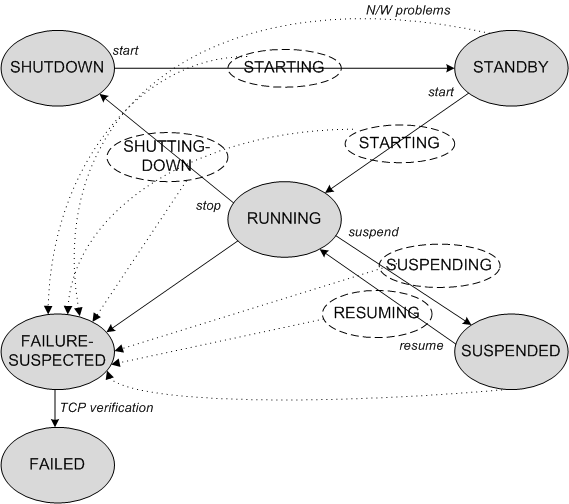 N/W problems
start
SHUTDOWN
STARTING
STANDBY
start
SHUTTING-
DOWN
STARTING
stop
RUNNING
suspend
SUSPENDING
RESUMING
resume
FAILURE-
SUSPECTED
SUSPENDED
TCP verification
FAILED